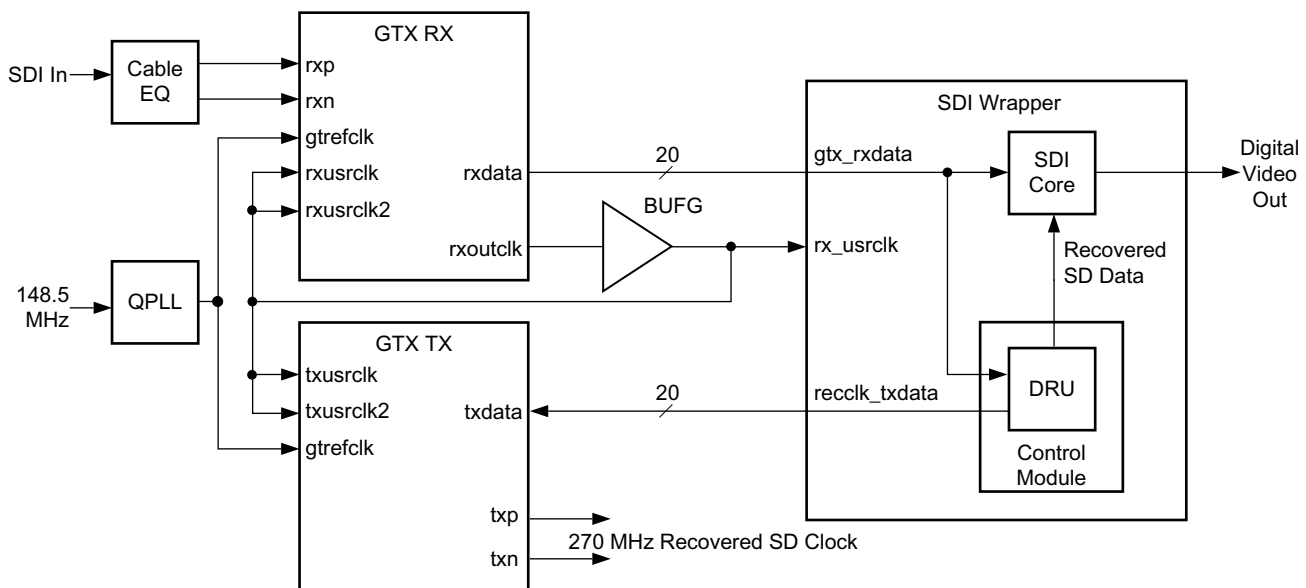 GTX RX
SDI In
Cable
EQ
rxp
rxn
gtrefclk
rxusrclk
rxusrclk2
rxdata
rxoutclk
20
BUFG
SDI Wrapper
gtx_rxdata
rx_usrclk
SDI
Core
Digital
Video
Out
Recovered
SD Data
148.5
MHz
QPLL
GTX TX
txusrclk
txusrclk2
gtrefclk
txdata
20
recclk_txdata
DRU
Control
Module
txp
txn
270 MHz Recovered SD Clock